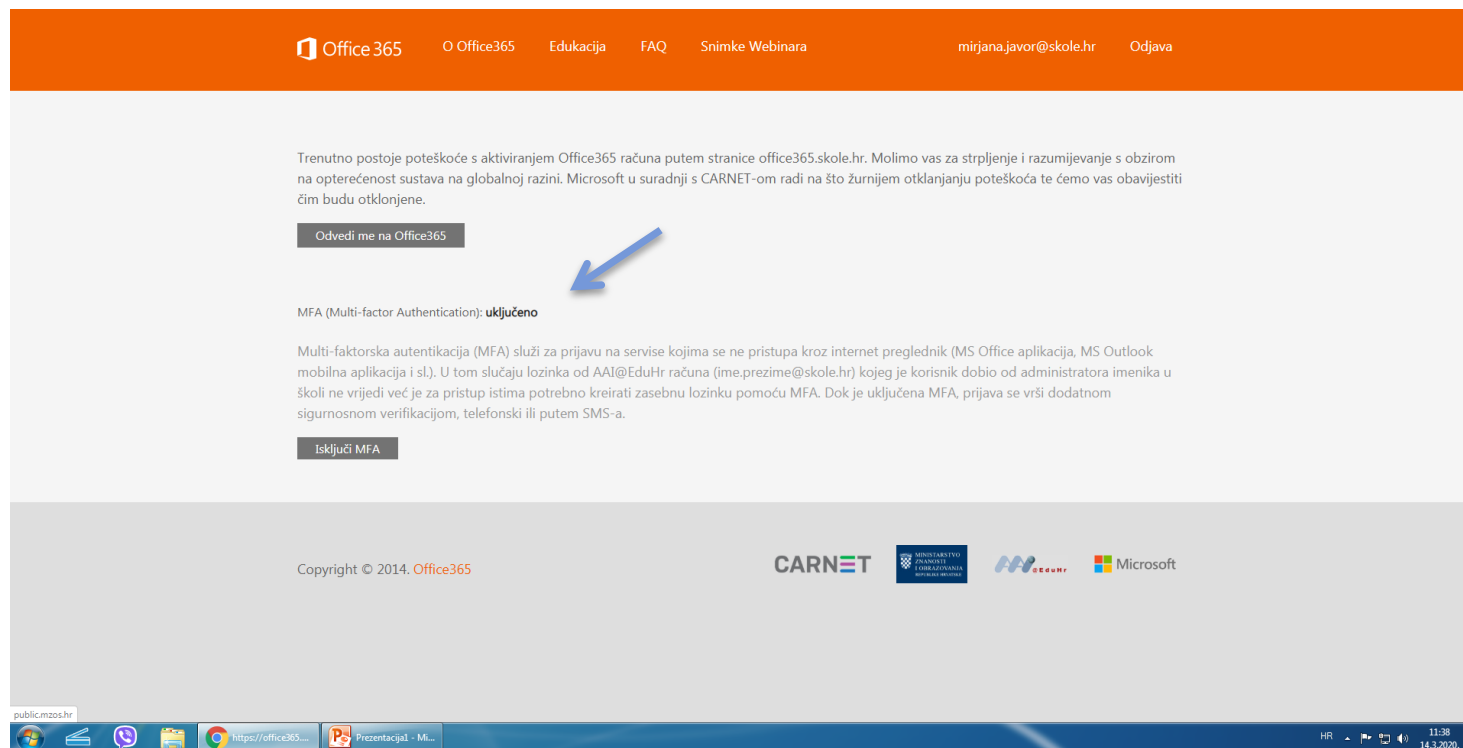 Office 365 O Office365 Edukacija FAQ Snimke Webinara mirjana.javor@skole.hr Odjava
Trenutno postoje poteškoće s aktiviranjem Office365 računa putem stranice office365.skole.hr. Molimo vas za strpljenje i razumijevanje s obzirom
na opterećenost sustava na globalnoj razini. Microsoft u suradnji s CARNET-om radi na što žurnijem otklanjanju poteškoća te ćemo vas obavijestiti
čim budu otklonjene.
Odvedi me na Office365
MFA (Multi-factor Authentication): uključeno
Multi-faktorska autentikacija (MFA) služi za prijavu na servise kojima se ne pristupa kroz internet preglednik (MS Office aplikacija, MS Outlook
mobilna aplikacija i sl.). U tom slučaju lozinka od AAI@EduHr računa (ime.prezime@skole.hr) kojeg je korisnik dobio od administratora imenika u
školi ne vrijedi već je za pristup istima potrebno kreirati zasebnu lozinku pomoću MFA. Dok je uključena MFA, prijava se vrši dodatnom
sigurnosnom verifikacijom, telefonski ili putem SMS-a.
Isključi MFA
Copyright © 2014. Office365
CARNET
MINISTARSTVO
ZNANOSTI
I OBRAZOVANJA
REPUBLIKE HRVATSKE
@EduHr
Microsoft
public.mzos.hr
https://office365.... Prezentacija1 - Mi... HR 11:38
14.3.2020.